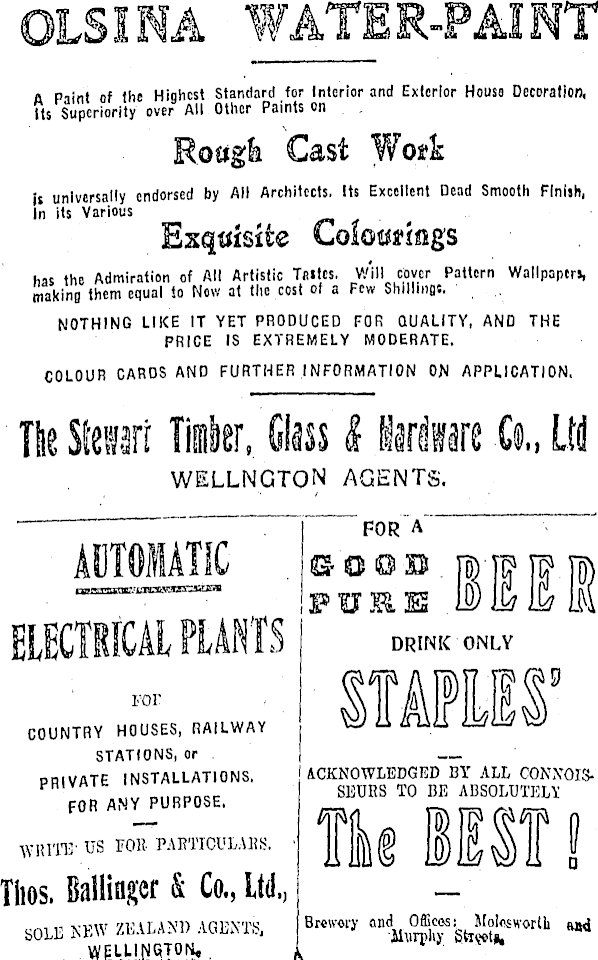 OLSINA WATER-PAINT
A Paint of the Highest Standard for Interior and Exterior House Decoration,
Its Superiority over All Other Paints on
Rough Cast Work
is universally endorsed by All Architects. Its Excellent Dead Smooth Finish,
in its Various
Exquisite Colourings
has the Admiration of All Artistic Tastes. Will cover Pattern Wallpapers,
making them equal to New at the cost of a Few Shillings.
NOTHING LIKE IT YET PRODUCED FOR QUALITY, AND THE
PRICE IS EXTREMELY MODERATE.
COLOUR CARDS AND FURTHER INFORMATION ON APPLICATION.
The Stewart Timber, Glass & Hardware Co., Ltd
WELLNGTON AGENTS.
AUTOMATIC
ELECTRICAL PLANTS
FOR
COUNTRY HOUSES, RAILWAY
STATIONS, or
PRIVATE INSTALLATIONS.
FOR ANY PURPOSE.
WRITE US FOR PARTICULARS.
Thos. Ballinger & Co., Ltd.,
SOLE NEW ZEALAND AGENTS,
WELLINGTON.
FOR A
GOOD
PURE BEER
DRINK ONLY
STAPLES'
ACKNOWLEDGED BY ALL CONNOIS-
SEURS TO BE ABSOLUTELY
The BEST!
Brewery and Offices: Molesworth and
Murphy Streets.